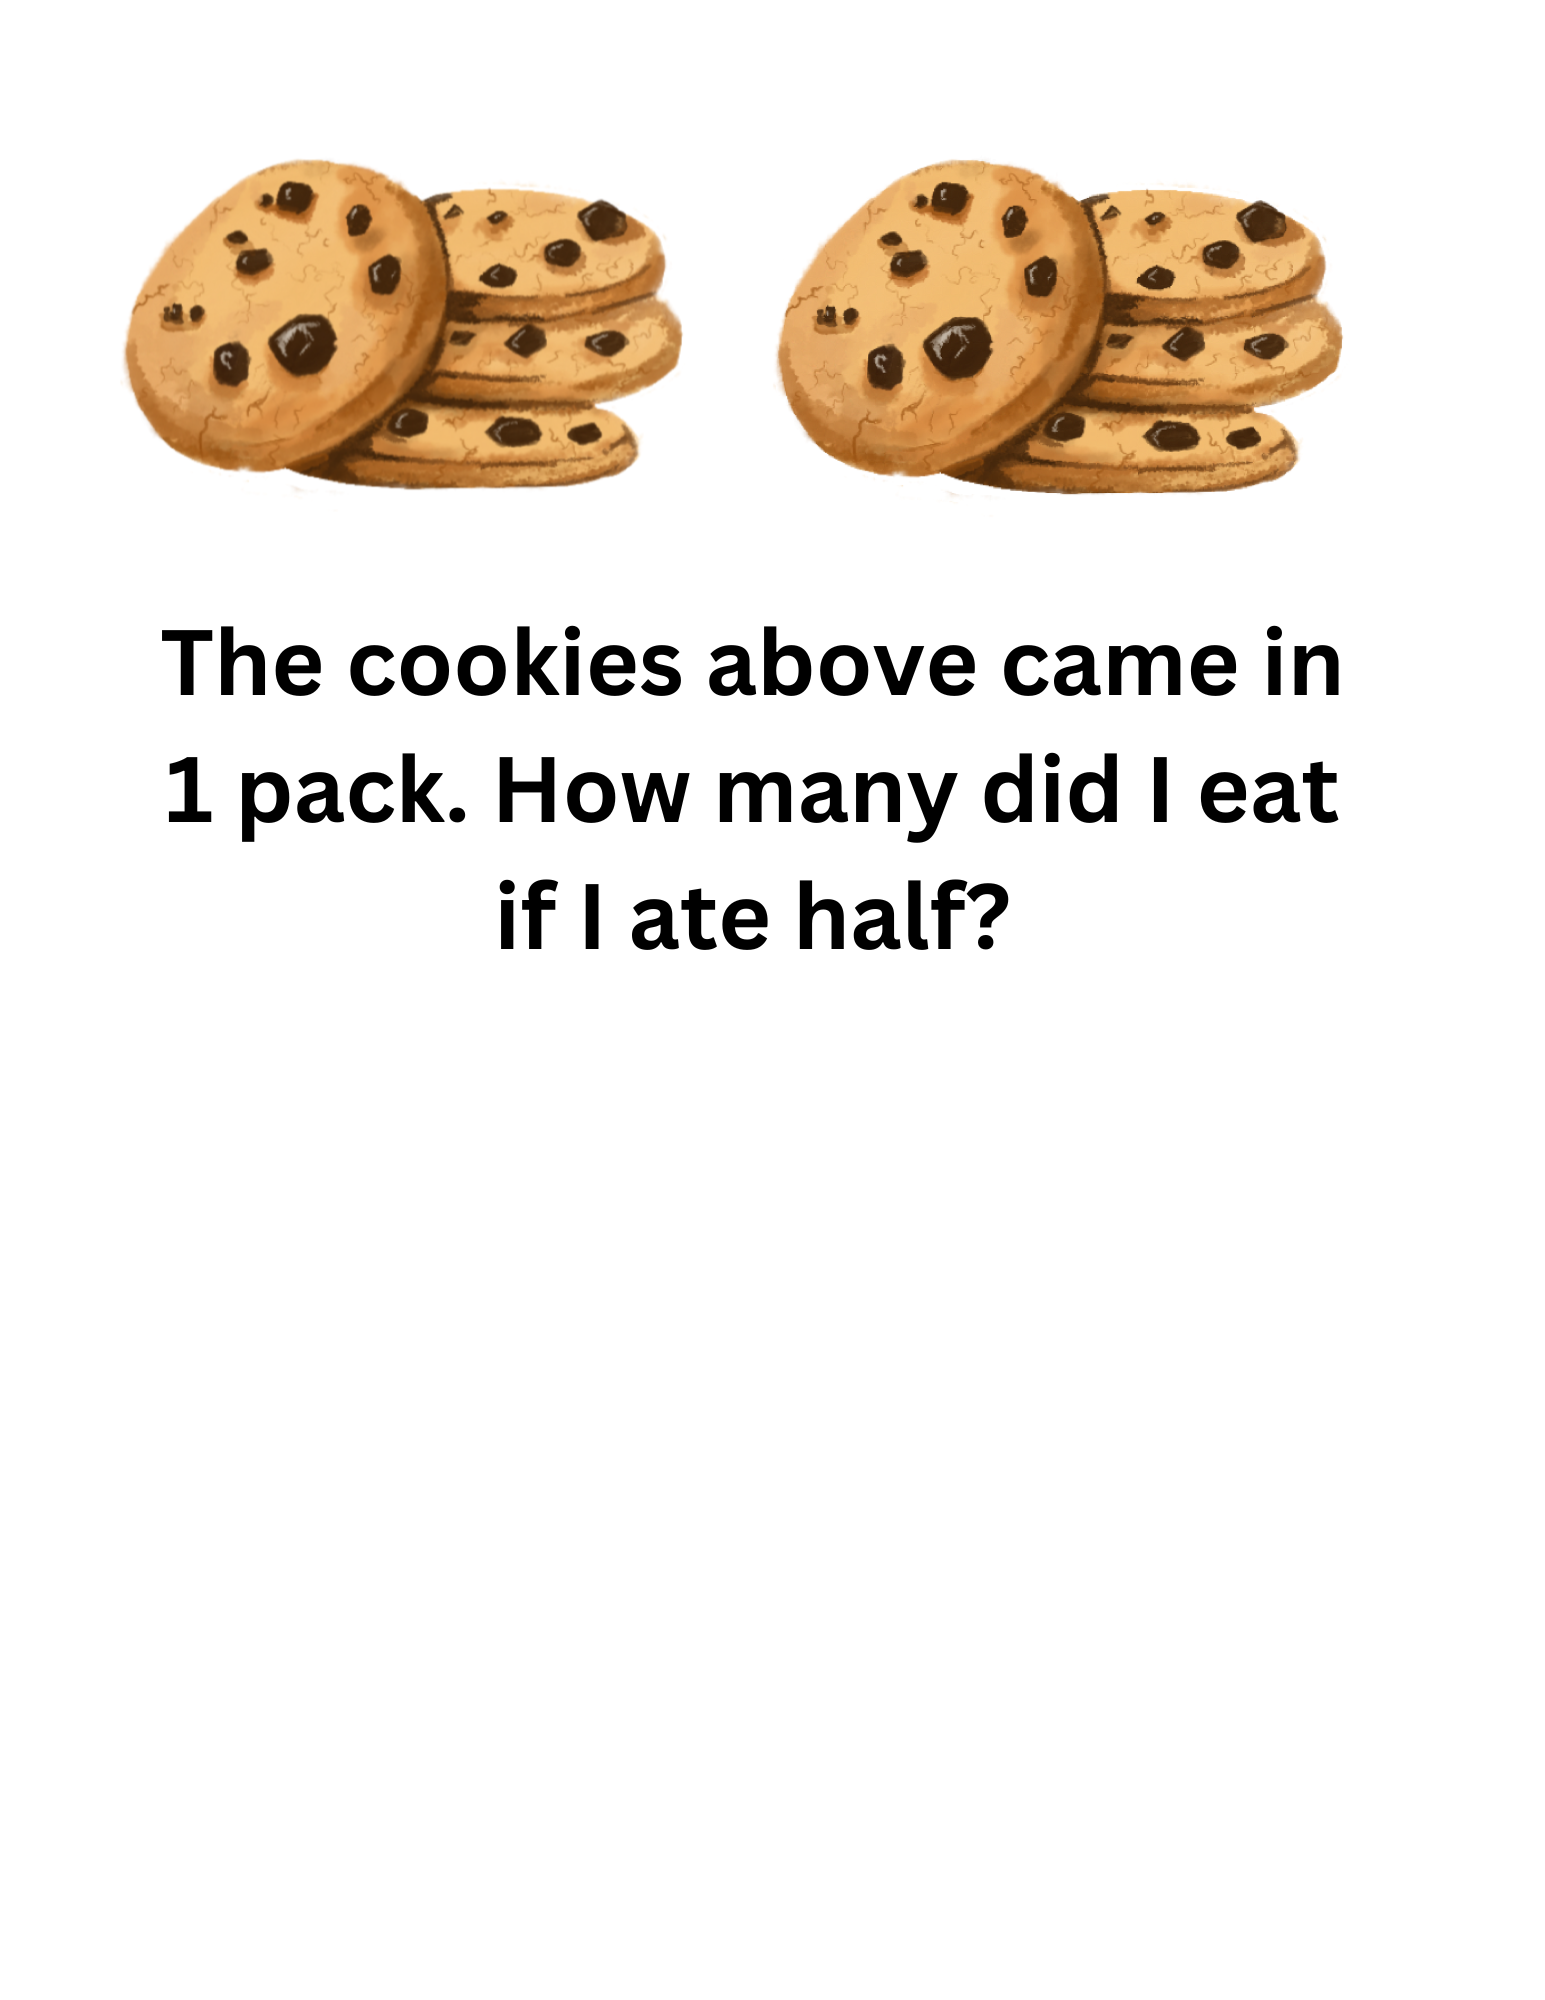 The cookies above came in
1 pack. How many did I eat
if I ate half?